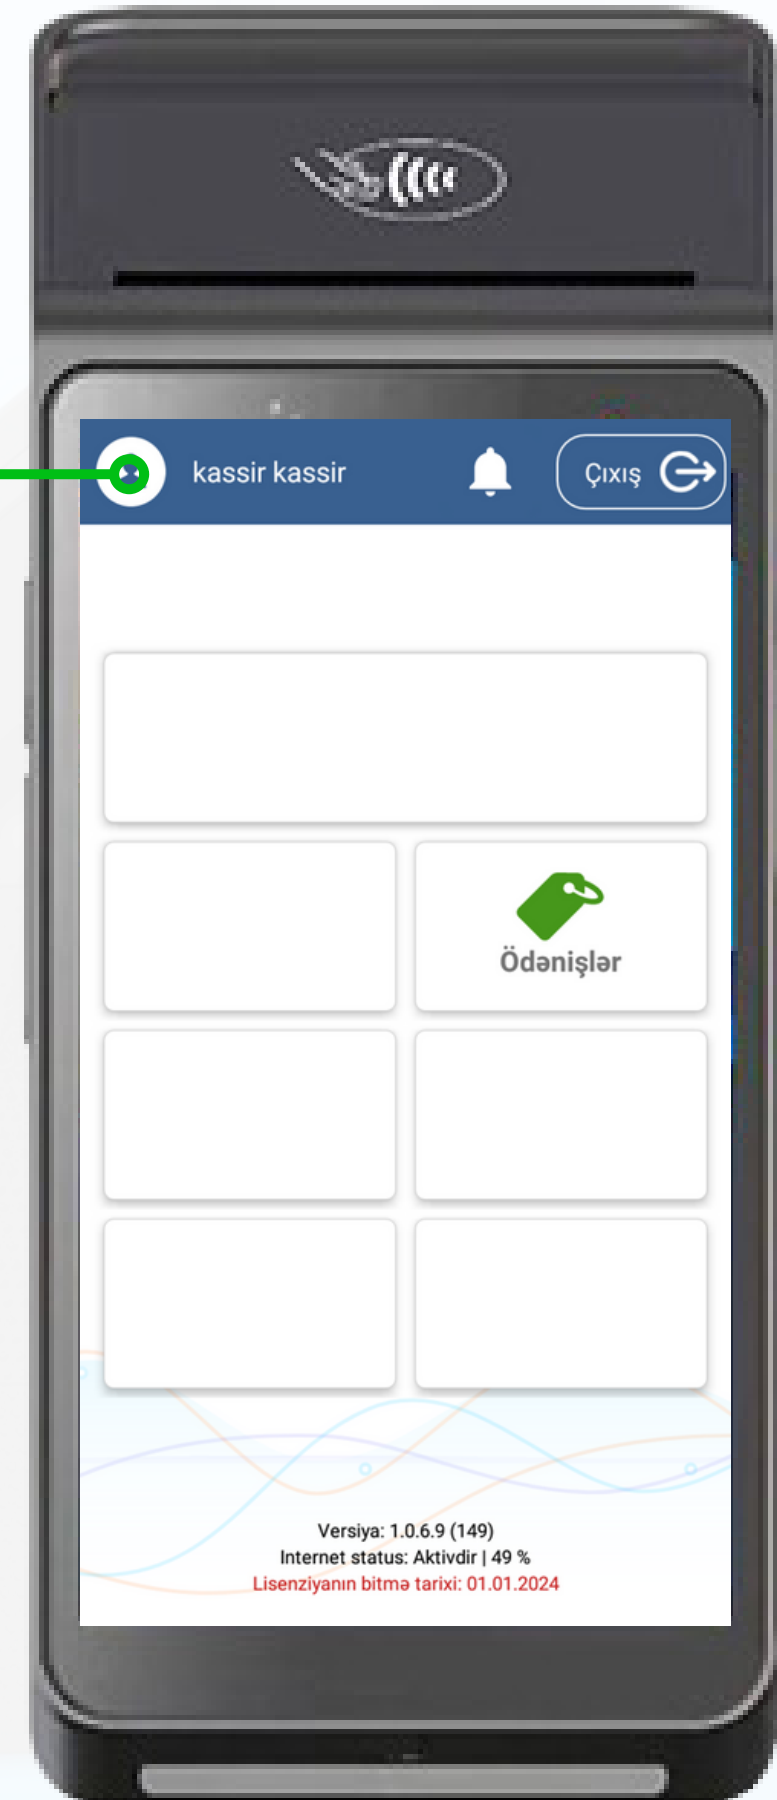 kassir kassir
Çıxış
Ödənişlər
Versiya: 1.0.6.9 (149)
Internet status: Aktivdir | 49 %
Lisenziyanın bitmə tarixi: 01.01.2024